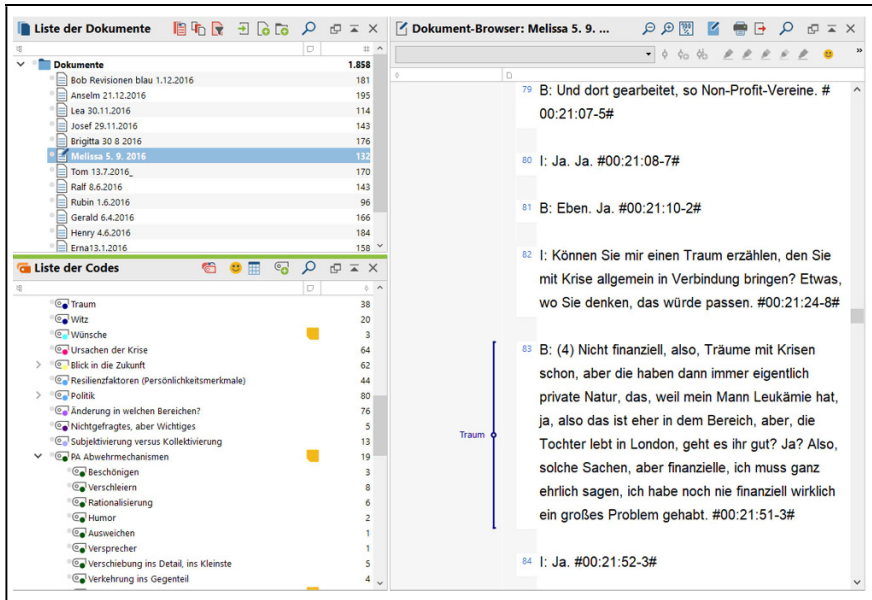 Liste der Dokumente
Dokumente 1.858
Bob Revisionen blau 1.12.2016 181
Anselm 21.12.2016 195
Lea 30.11.2016 114
Josef 29.11.2016 143
Brigitta 30 8 2016 176
Melissa 5. 9. 2016 132
Tom 13.7.2016_ 170
Ralf 8.6.2016 143
Rubin 1.6.2016 96
Gerald 6.4.2016 166
Henry 4.6.2016 184
Erna13.1.2016 158
Liste der Codes
Traum 38
Witz 20
Wünsche 3
Ursachen der Krise 64
Blick in die Zukunft 62
Resilienzfaktoren (Persönlichkeitsmerkmale) 44
Politik 80
Änderung in welchen Bereichen? 76
Nichtgefragtes, aber Wichtiges 5
Subjektivierung versus Kollektivierung 13
PA Abwehrmechanismen 19
Beschönigen 3
Verschleiern 8
Rationalisierung 6
Humor 2
Ausweichen 1
Versprecher 1
Verschiebung ins Detail, ins Kleinste 5
Verkehrung ins Gegenteil 4
Dokument-Browser: Melissa 5. 9. ...
79 B: Und dort gearbeitet, so Non-Profit-Vereine. #
00:21:07-5#
80 I: Ja. Ja. #00:21:08-7#
81 B: Eben. Ja. #00:21:10-2#
82 I: Können Sie mir einen Traum erzählen, den Sie
mit Krise allgemein in Verbindung bringen? Etwas,
wo Sie denken, das würde passen. #00:21:24-8#
83 B: (4) Nicht finanziell, also, Träume mit Krisen
schon, aber die haben dann immer eigentlich
private Natur, das, weil mein Mann Leukämie hat,
ja, also das ist eher in dem Bereich, aber, die
Traum
Tochter lebt in London, geht es ihr gut? Ja? Also,
solche Sachen, aber finanzielle, ich muss ganz
ehrlich sagen, ich habe noch nie finanziell wirklich
ein großes Problem gehabt. #00:21:51-3#
84 I: Ja. #00:21:52-3#